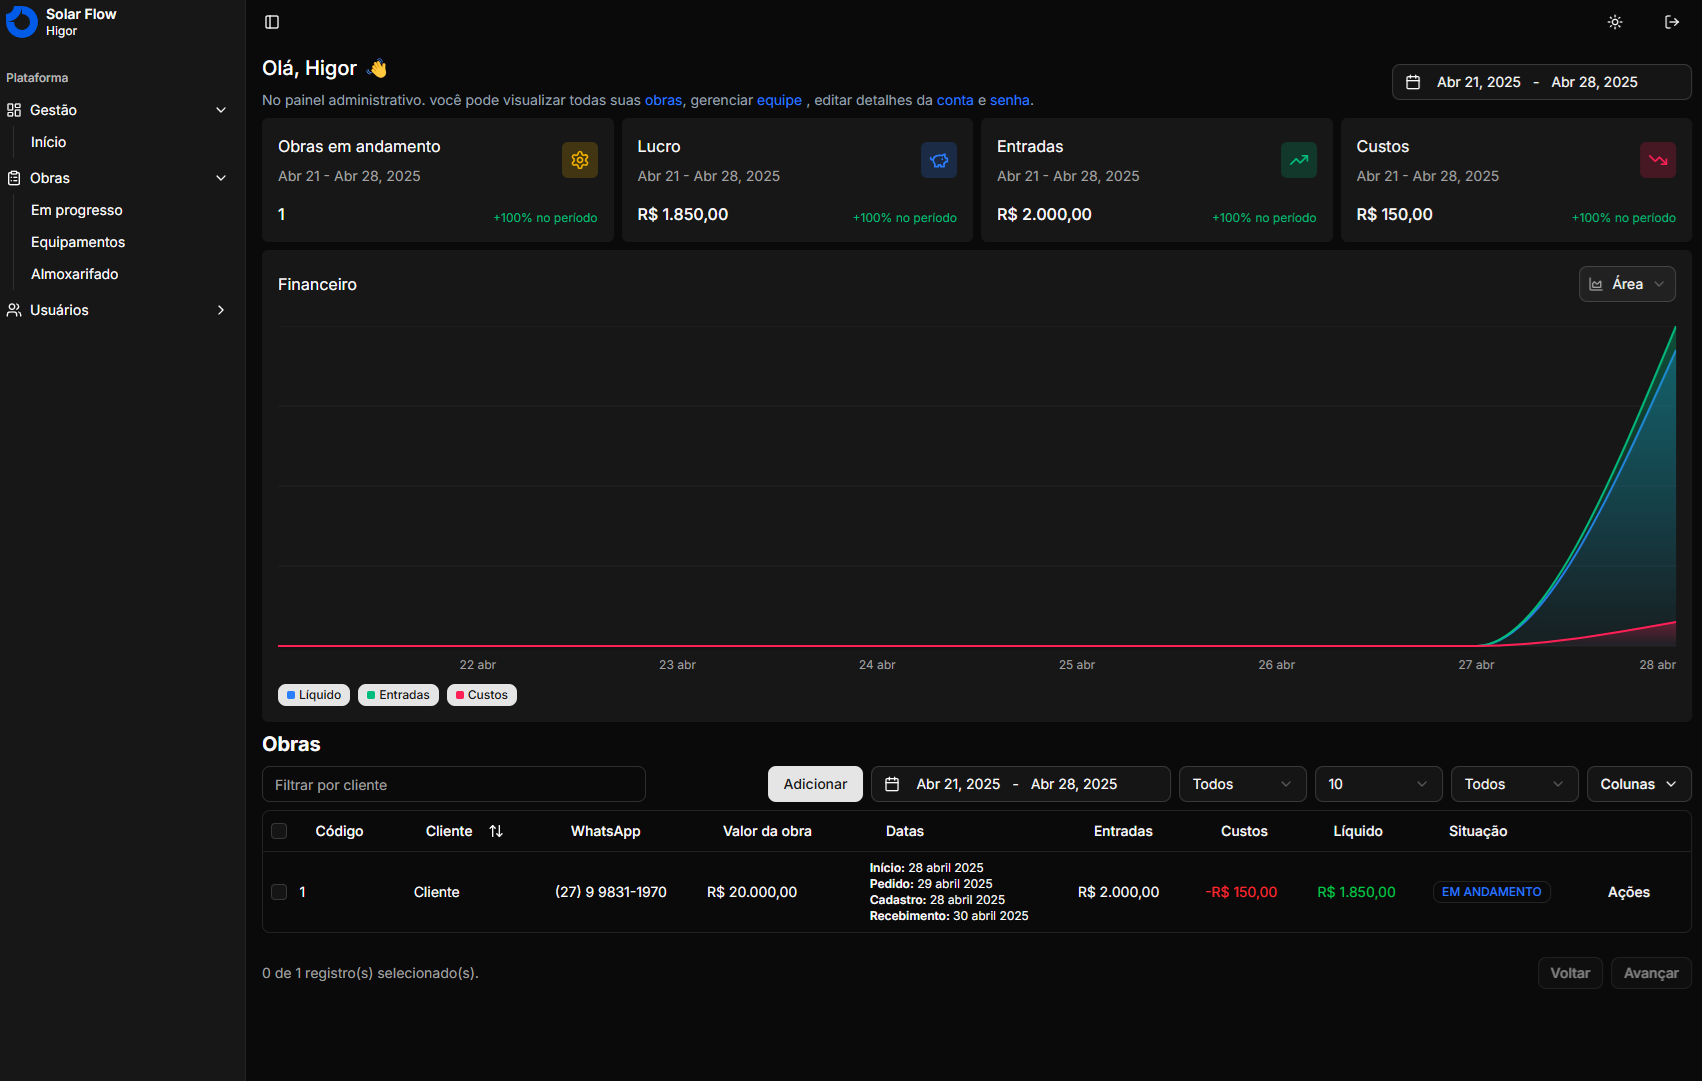 Solar Flow
Higor
Plataforma
Gestão
Início
Obras
Em progresso
Equipamentos
Almoxarifado
Usuários
Olá, Higor 👋
No painel administrativo. você pode visualizar todas suas obras, gerenciar equipe , editar detalhes da conta e senha.
Abr 21, 2025 - Abr 28, 2025
Obras em andamento
Abr 21 - Abr 28, 2025
1
+100% no período
Lucro
Abr 21 - Abr 28, 2025
R$ 1.850,00
+100% no período
Entradas
Abr 21 - Abr 28, 2025
R$ 2.000,00
+100% no período
Custos
Abr 21 - Abr 28, 2025
R$ 150,00
+100% no período
Financeiro
Área
22 abr 23 abr 24 abr 25 abr 26 abr 27 abr 28 abr
Líquido Entradas Custos
Obras
Filtrar por cliente
Adicionar
Abr 21, 2025 - Abr 28, 2025
Todos
10
Todos
Colunas
Código Cliente WhatsApp Valor da obra Datas Entradas Custos Líquido Situação
1 Cliente (27) 9 9831-1970 R$ 20.000,00
Início: 28 abril 2025
Pedido: 29 abril 2025
Cadastro: 28 abril 2025
Recebimento: 30 abril 2025
R$ 2.000,00 -R$ 150,00 R$ 1.850,00 EM ANDAMENTO Ações
0 de 1 registro(s) selecionado(s).
Voltar Avançar